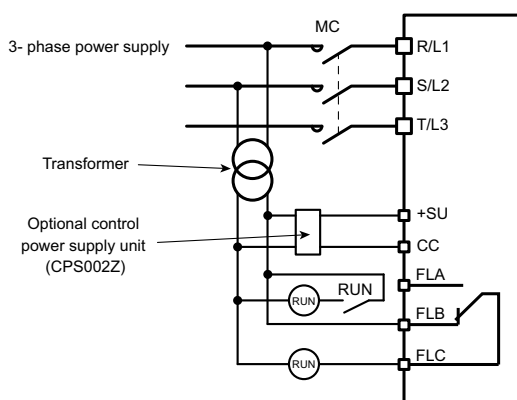 MC
3- phase power supply
R/L1
S/L2
T/L3
Transformer
+SU
Optional control
power supply unit
(CPS002Z)
CC
FLA
RUN
RUN
FLB
FLC
RUN